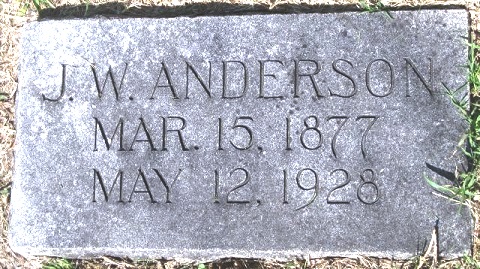 J. W. ANDERSON
MAR. 15, 1877
MAY 12, 1928